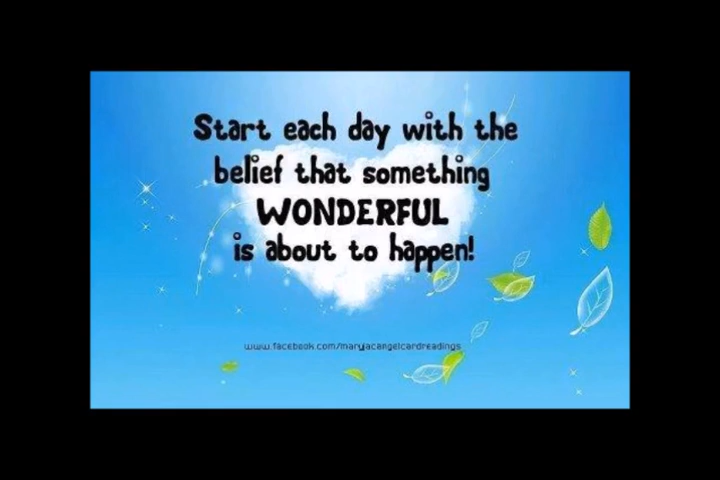 Start each day with the
belief that something
WONDERFUL
is about to happen!
www.facebook.com/maryjacangelcardreadings